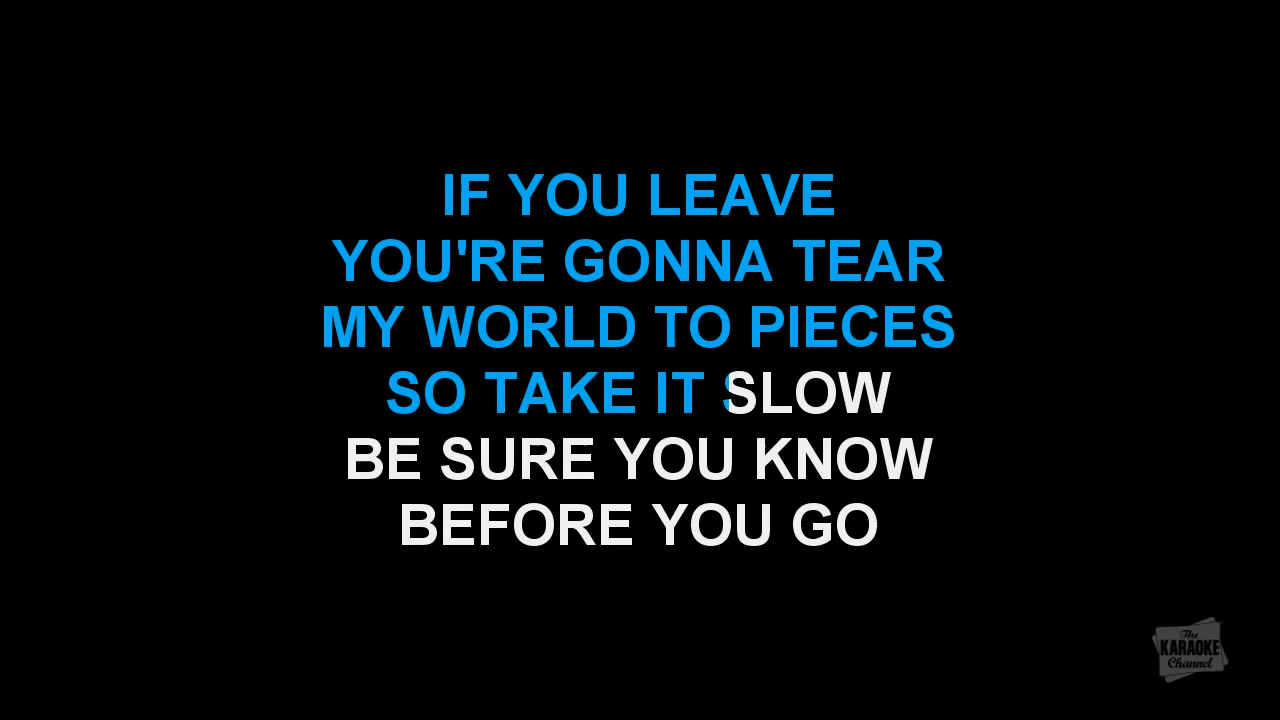 IF YOU LEAVE
YOU'RE GONNA TEAR
MY WORLD TO PIECES
SO TAKE IT SLOW
BE SURE YOU KNOW
BEFORE YOU GO
The
KARAOKE
Channel